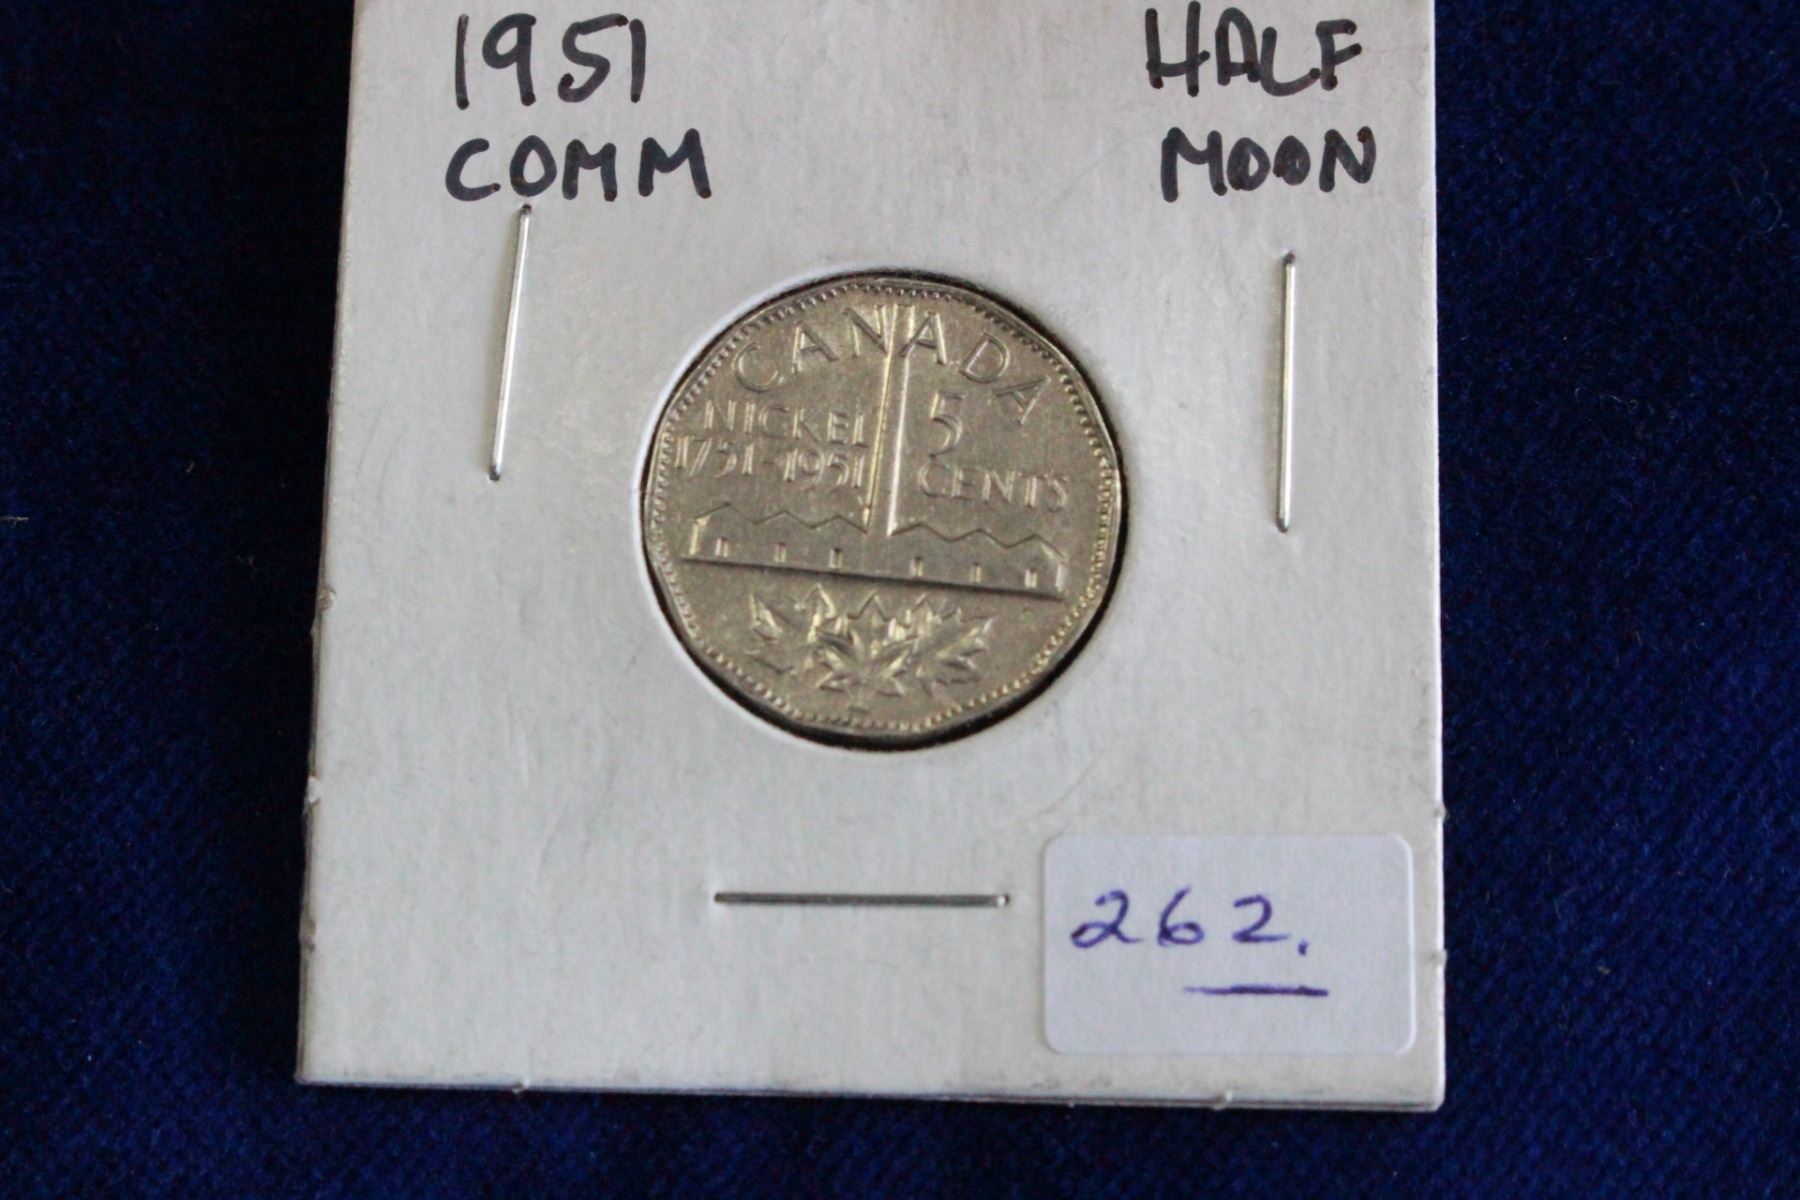 1951
COMM
HALF
MOON
CANADA
NICKEL
1751-1951
5
CENTS
262.